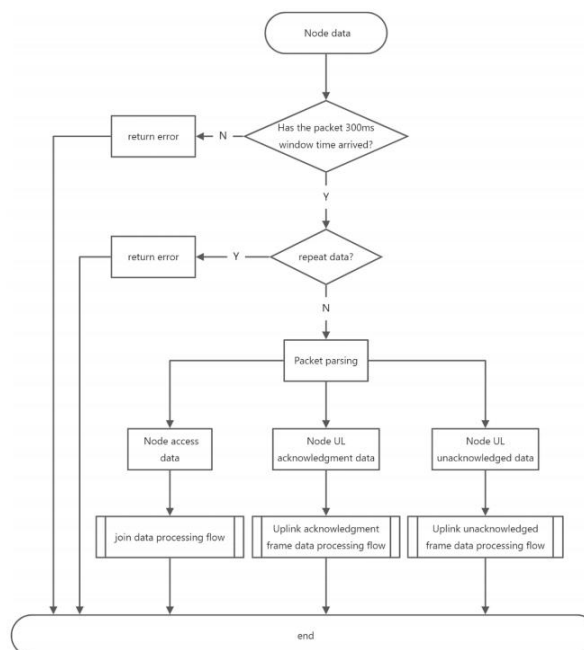 Node data
Has the packet 300ms
window time arrived?
N
return error
Y
repeat data?
Y
return error
N
Packet parsing
Node access
data
Node UL
acknowledgment data
Node UL
unacknowledged data
join data processing flow
Uplink acknowledgment
frame data processing flow
Uplink unacknowledged
frame data processing flow
end